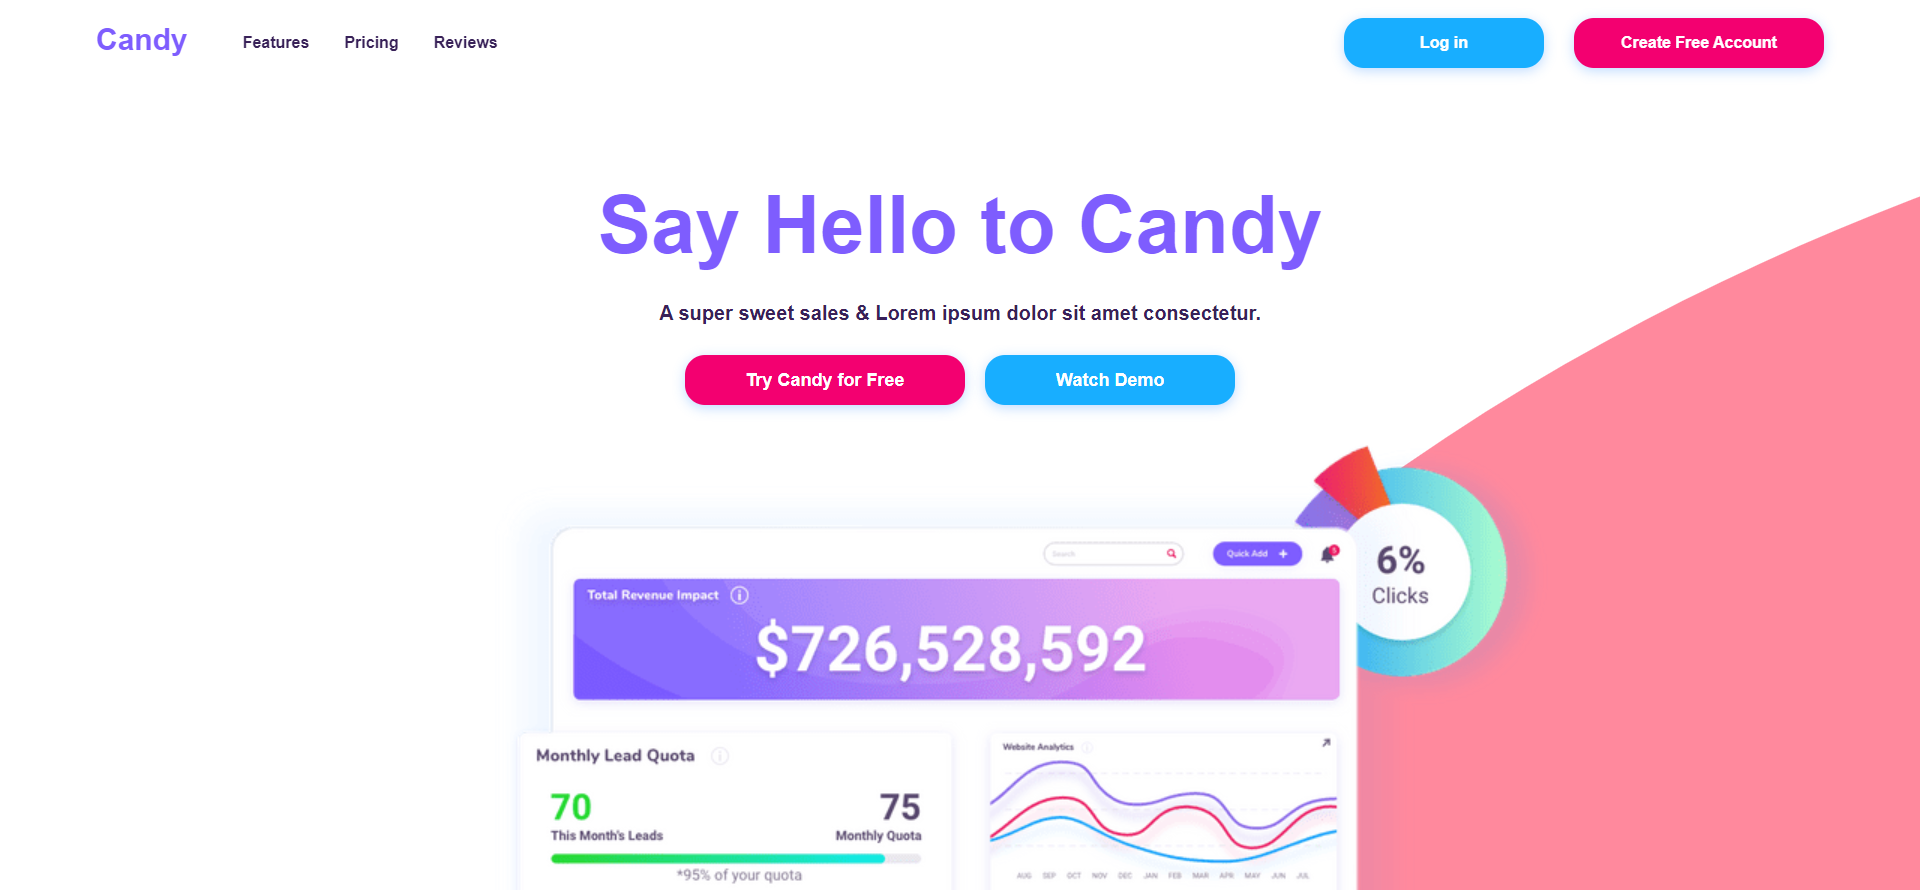 Candy
Features
Pricing
Reviews
Log in
Create Free Account
Say Hello to Candy
A super sweet sales & Lorem ipsum dolor sit amet consectetur.
Try Candy for Free
Watch Demo
Search
Quick Add +
5
6%
Clicks
Total Revenue Impact i
$726,528,592
Monthly Lead Quota i
70
75
This Month's Leads
Monthly Quota
*95% of your quota
Website Analytics i
AUG SEP OCT NOV DEC JAN FEB MAR APR MAY JUN JUL